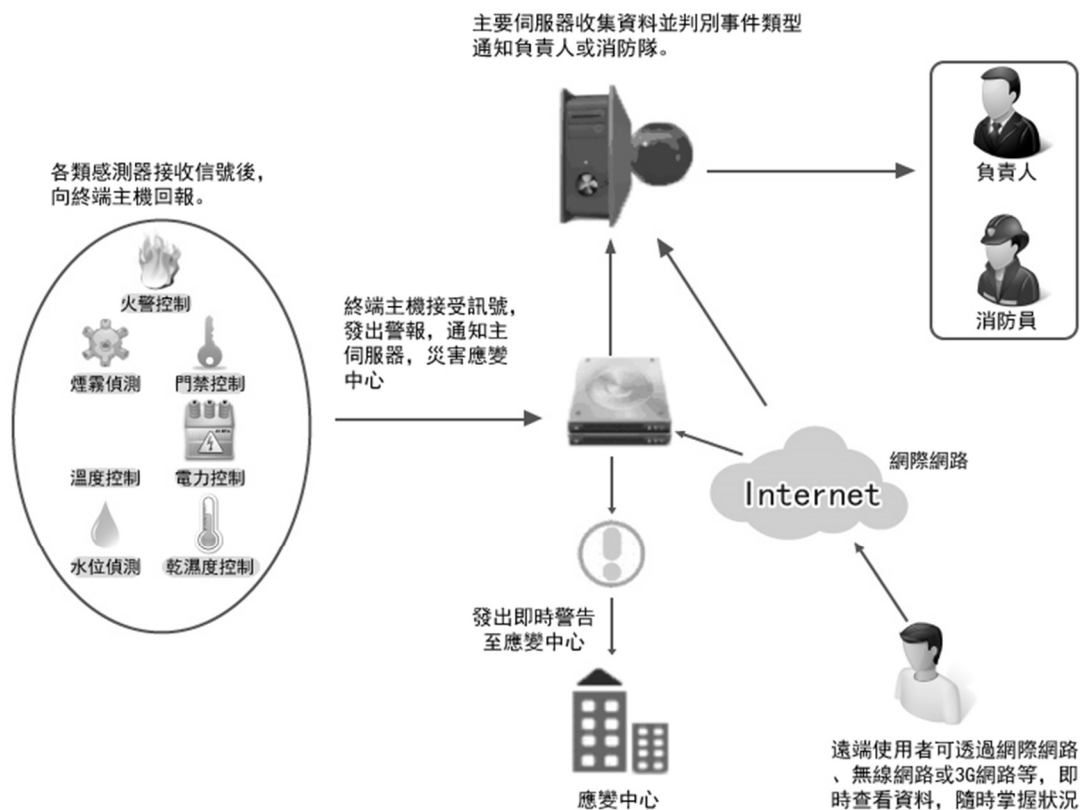 主要伺服器收集資料並判別事件類型
通知負責人或消防隊。
負責人
消防員
各類感測器接收信號後，
向終端主機回報。
火警控制
煙霧偵測
門禁控制
溫度控制
電力控制
水位偵測
乾濕度控制
終端主機接受訊號，
發出警報，通知主
伺服器，災害應變
中心
網際網路
Internet
發出即時警告
至應變中心
應變中心
遠端使用者可透過網際網路
、無線網路或3G網路等，即
時查看資料，隨時掌握狀況